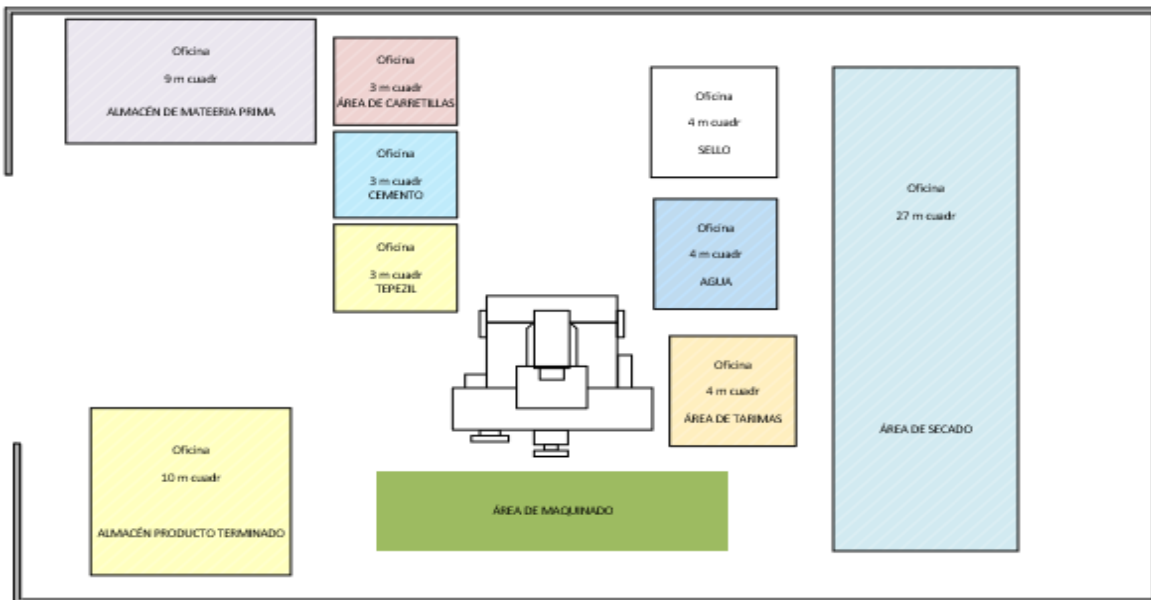 Oficina
9 m cuadr
ALMACÉN DE MATEERIA PRIMA
Oficina
3 m cuadr
ÁREA DE CARRETILLAS
Oficina
3 m cuadr
CEMENTO
Oficina
3 m cuadr
TEPEZIL
Oficina
4 m cuadr
SELLO
Oficina
4 m cuadr
AGUA
Oficina
4 m cuadr
ÁREA DE TARIMAS
Oficina
27 m cuadr
ÁREA DE SECADO
Oficina
10 m cuadr
ALMACÉN PRODUCTO TERMINADO
ÁREA DE MAQUINADO